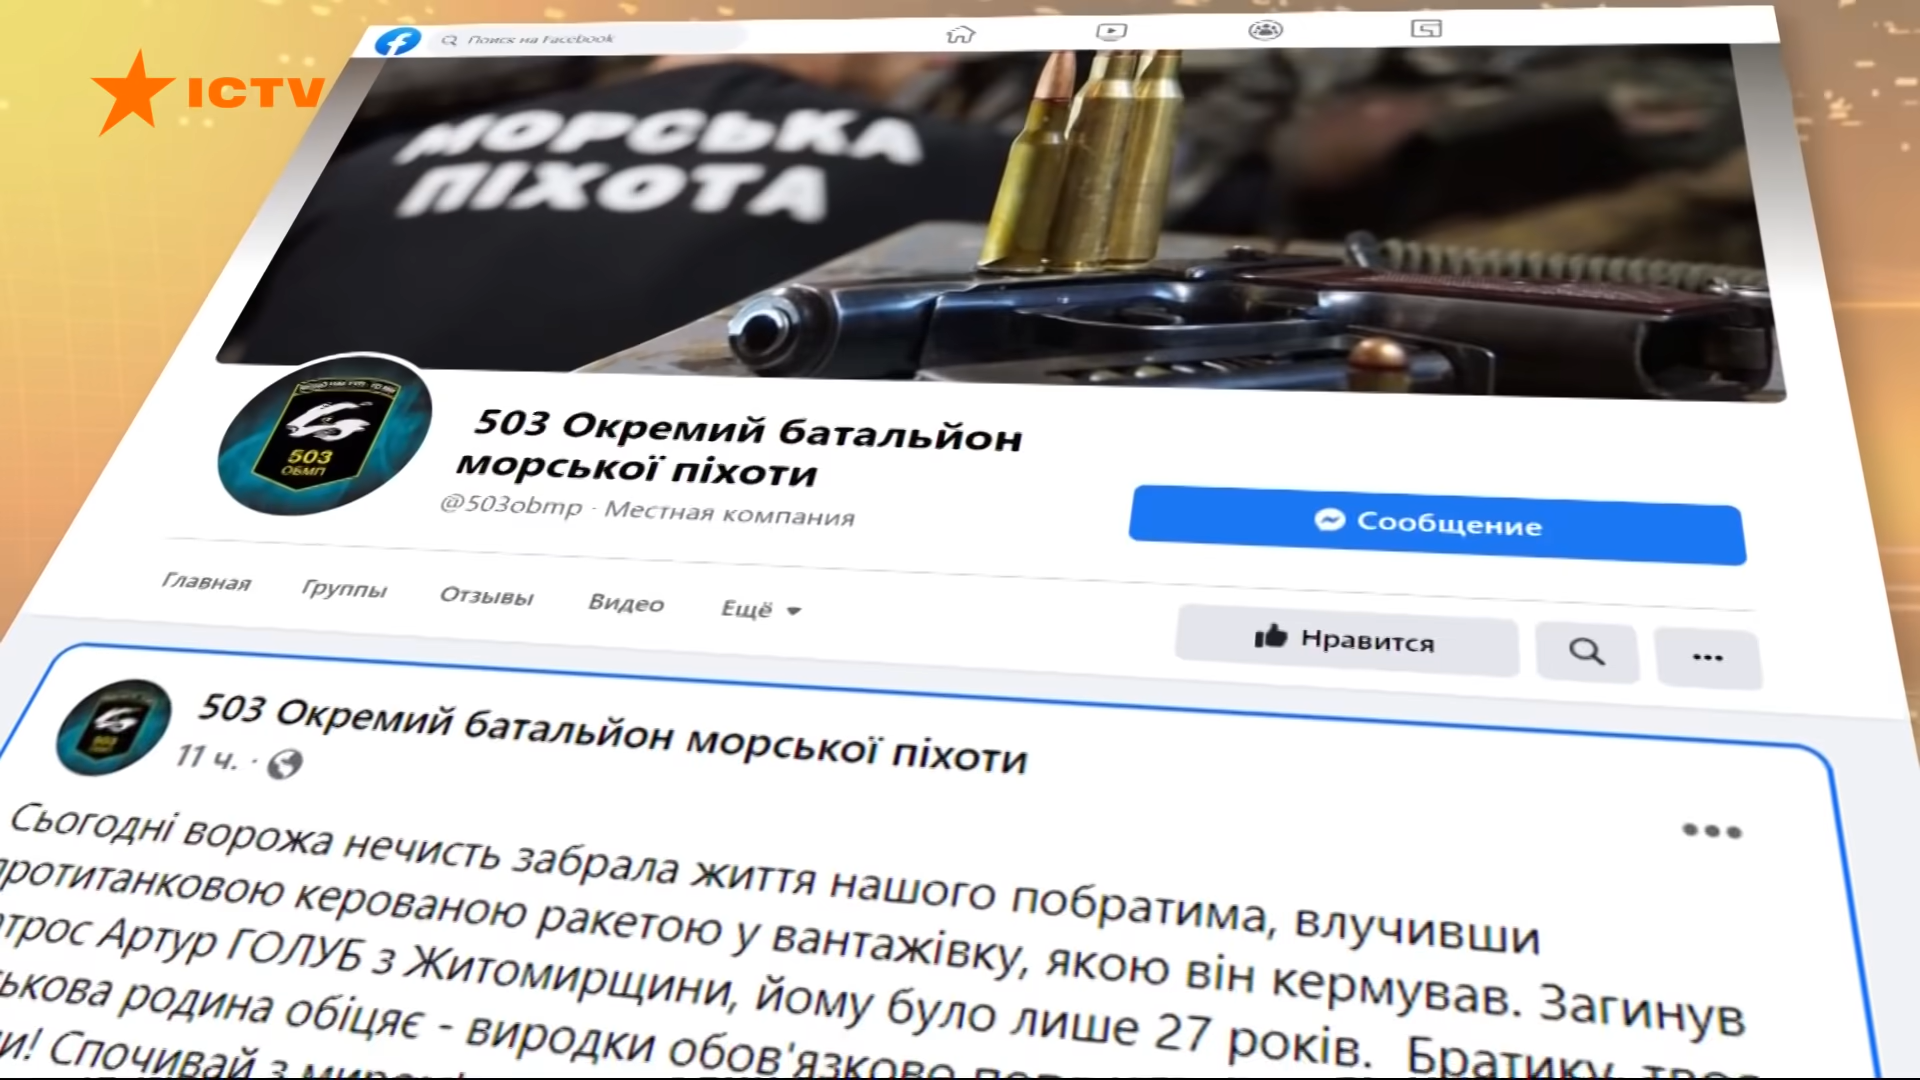 Поиск на Facebook
ICTV
МОРСЬКА
ПІХОТА
503
ОБМП
503 Окремий батальйон
морської піхоти
@503obmp · Местная компания
Сообщение
Главная Группы Отзывы Видео Ещё
Нравится
503 Окремий батальйон морської піхоти
11 ч. ·
Сьогодні ворожа нечисть забрала життя нашого побратима, влучивши
протитанковою керованою ракетою у вантажівку, якою він кермував. Загинув
Артур ГОЛУБ з Житомирщини, йому було лише 27 років. Братику,
родина обіцяє - виродки обов'язково
Спочивай з